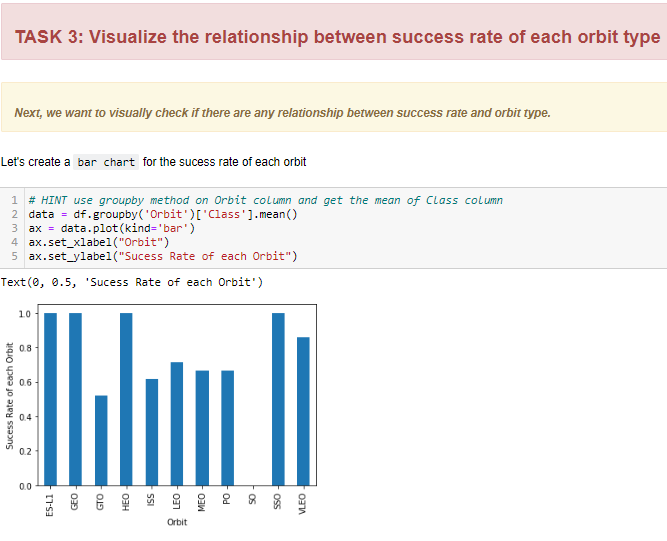 TASK 3: Visualize the relationship between success rate of each orbit type
Next, we want to visually check if there are any relationship between success rate and orbit type.
Let's create a bar chart for the sucess rate of each orbit
1 # HINT use groupby method on Orbit column and get the mean of Class column
2 data = df.groupby('Orbit')['Class'].mean()
3 ax = data.plot(kind='bar')
4 ax.set_xlabel("Orbit")
5 ax.set_ylabel("Sucess Rate of each Orbit")
Text(0, 0.5, 'Sucess Rate of each Orbit')
Sucess Rate of each Orbit
1.0
0.8
0.6
0.4
0.2
0.0
ES-L1
GEO
GTO
HEO
ISS
LEO
MEO
PO
SO
SSO
VLEO
Orbit